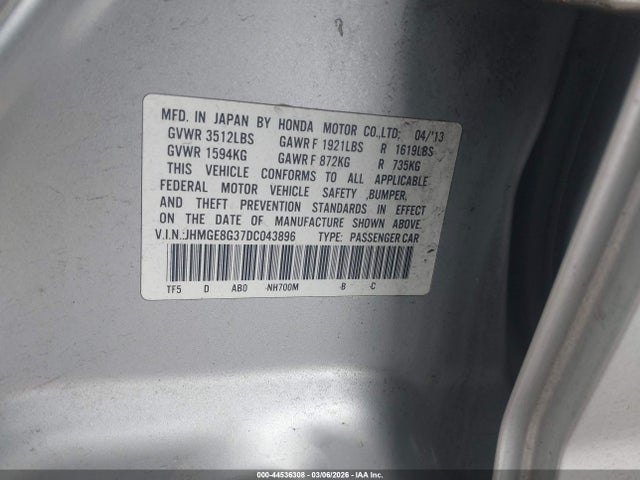 MFD. IN JAPAN BY HONDA MOTOR CO.,LTD: 04/'13
GVWR 3512LBS GAWR F 1921LBS R 1619LBS
GVWR 1594KG GAWR F 872KG R 735KG
THIS VEHICLE CONFORMS TO ALL APPLICABLE
FEDERAL MOTOR VEHICLE SAFETY ,BUMPER,
AND THEFT PREVENTION STANDARDS IN EFFECT
ON THE DATE OF MANUFACTURE SHOWN ABOVE.
V.I.N.:JHMGE8G37DC043896 TYPE: PASSENGER CAR
TF5 D AB0 -NH700M -B -C
000-44536308 - 03/06/2026 - IAAI.com - Copyright IAA, Inc.